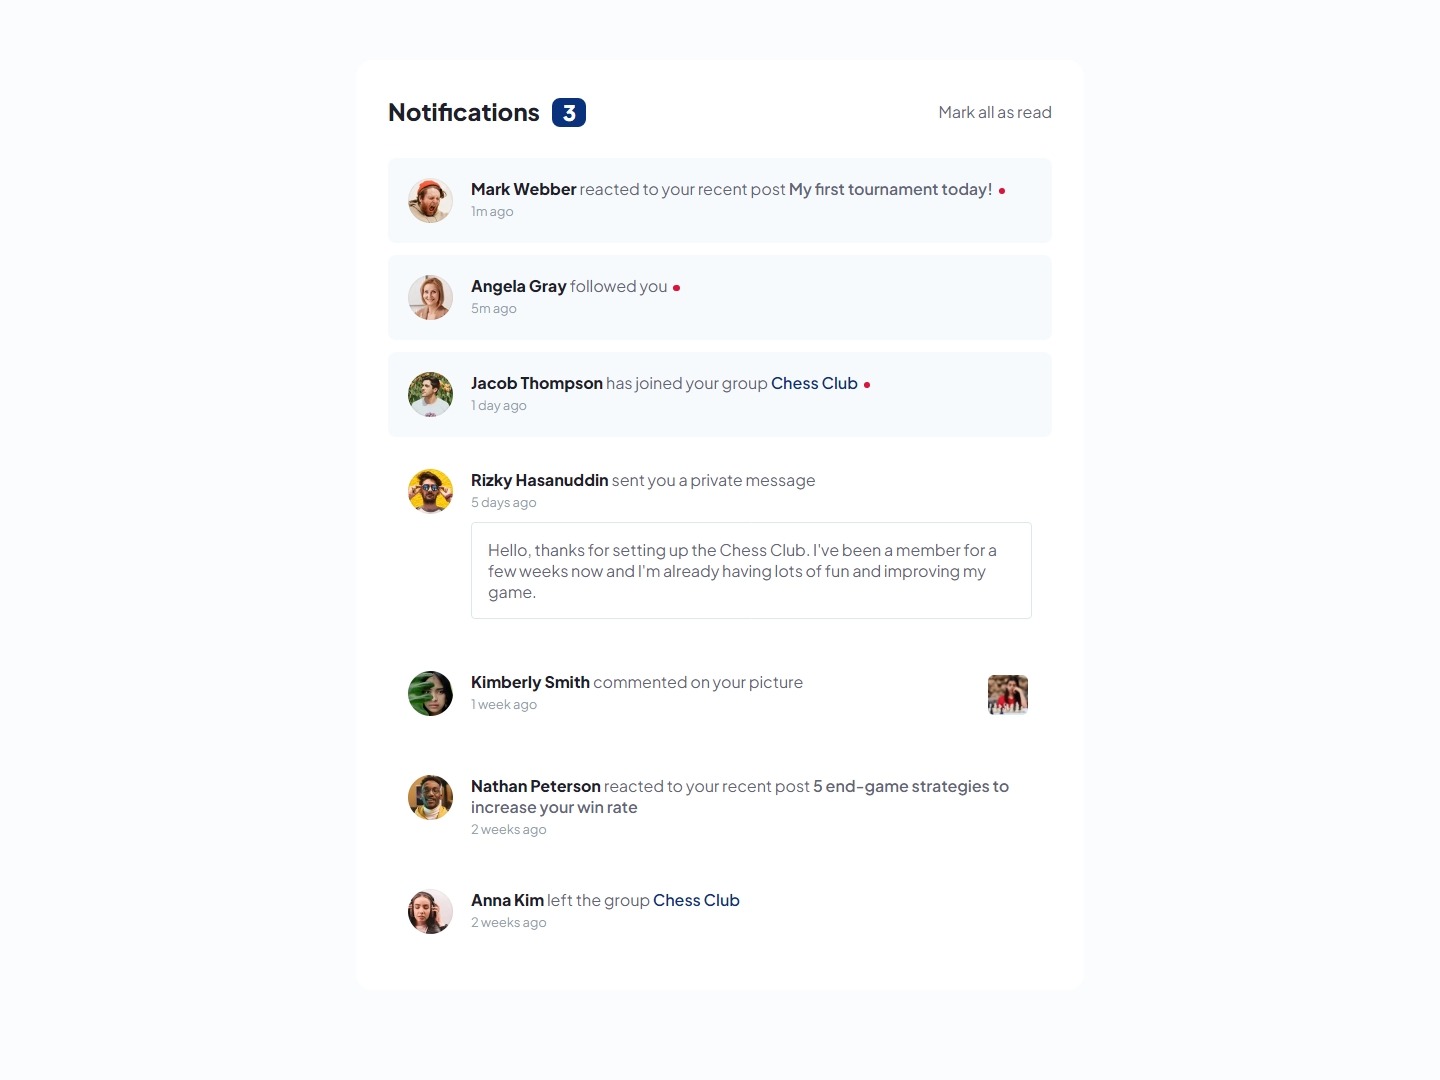 Notifications 3
Mark all as read
Mark Webber reacted to your recent post My first tournament today!
1m ago
Angela Gray followed you
5m ago
Jacob Thompson has joined your group Chess Club
1 day ago
Rizky Hasanuddin sent you a private message
5 days ago
Hello, thanks for setting up the Chess Club. I've been a member for a
few weeks now and I'm already having lots of fun and improving my
game.
Kimberly Smith commented on your picture
1 week ago
Nathan Peterson reacted to your recent post 5 end-game strategies to
increase your win rate
2 weeks ago
Anna Kim left the group Chess Club
2 weeks ago